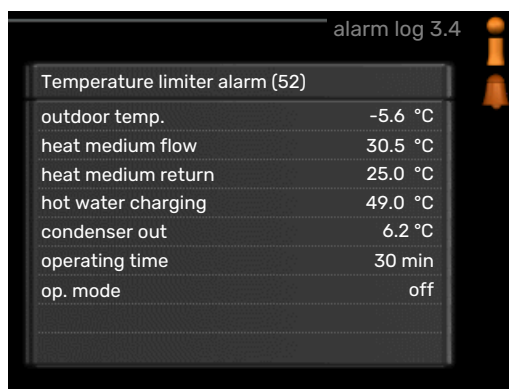 alarm log 3.4
Temperature limiter alarm (52)
outdoor temp. -5.6 °C
heat medium flow 30.5 °C
heat medium return 25.0 °C
hot water charging 49.0 °C
condenser out 6.2 °C
operating time 30 min
op. mode off